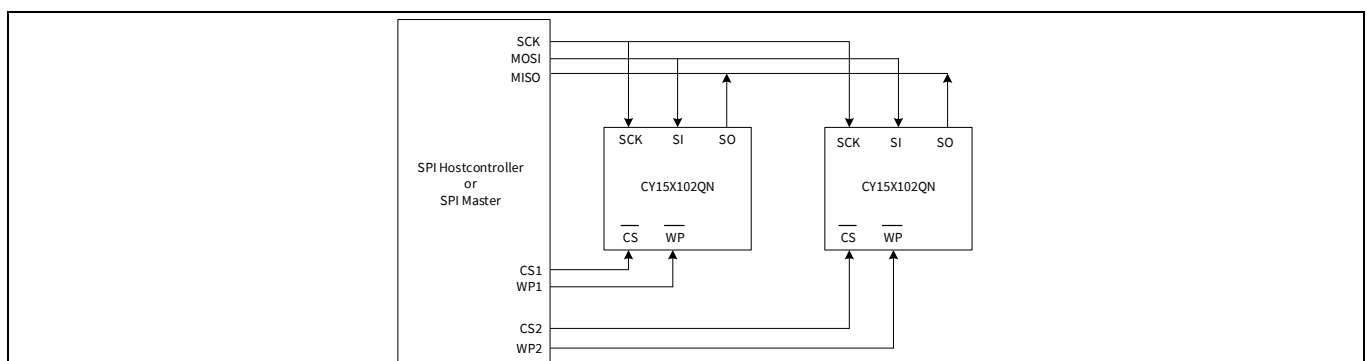 SCK
MOSI
MISO
SCK SI SO
SCK SI SO
SPI Hostcontroller
or
SPI Master
CY15X102QN
CY15X102QN
CS WP
CS WP
CS1
WP1
CS2
WP2